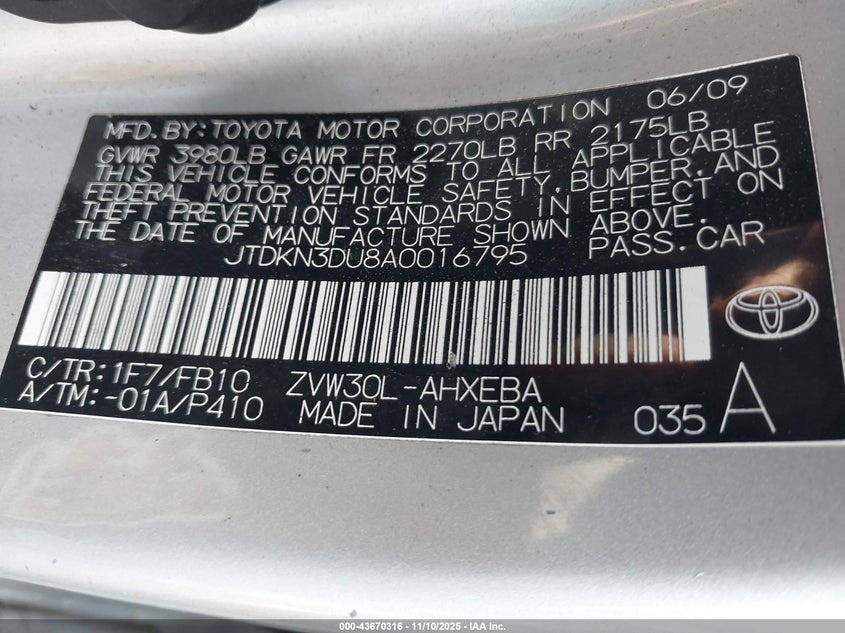 MFD. BY: TOYOTA MOTOR CORPORATION 06/09
GVWR 3980LB GAWR FR 2270LB RR 2175LB
THIS VEHICLE CONFORMS TO ALL APPLICABLE
FEDERAL MOTOR VEHICLE SAFETY, BUMPER, AND
THEFT PREVENTION STANDARDS IN EFFECT ON
THE DATE OF MANUFACTURE SHOWN ABOVE.
JTDKN3DU8A0016795 PASS. CAR
C/TR: 1F7/FB10 ZVW30L-AHXEBA
A/TM: -01A/P410 MADE IN JAPAN 035 A
000-43670316 - 11/10/2025 - IAA Inc.